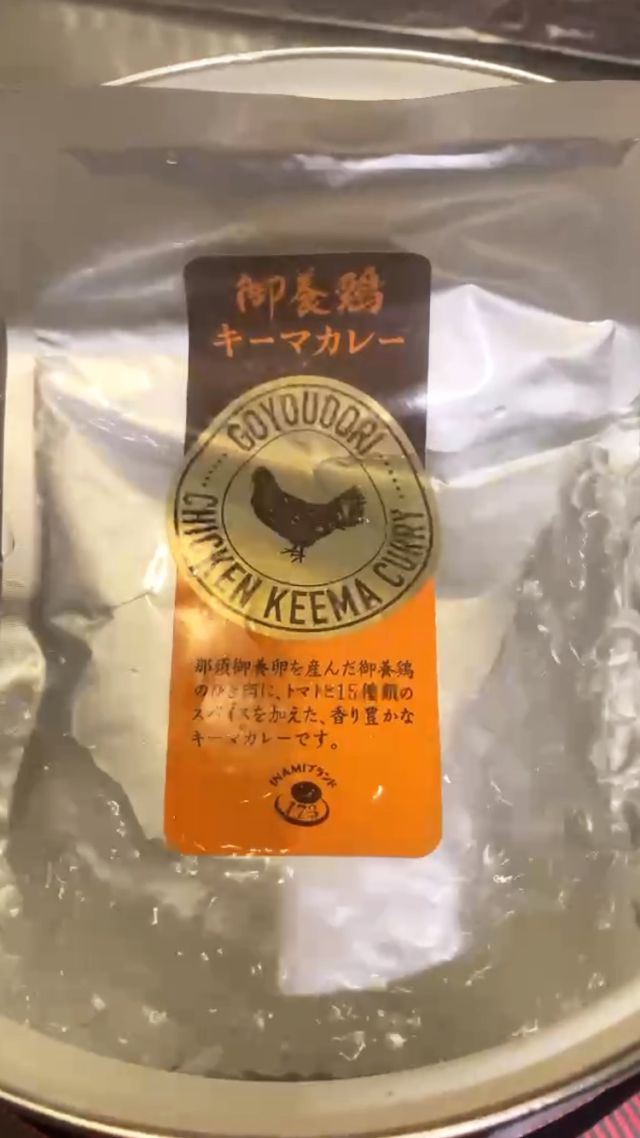 御養鶏
キーマカレー
GOYOUDORI
CHICKEN KEEMA CURRY
那須御養卵を産んだ御養鶏
のひき肉に、トマトと15種類の
スパイスを加えた、香り豊かな
キーマカレーです。
INAMIブランド
173